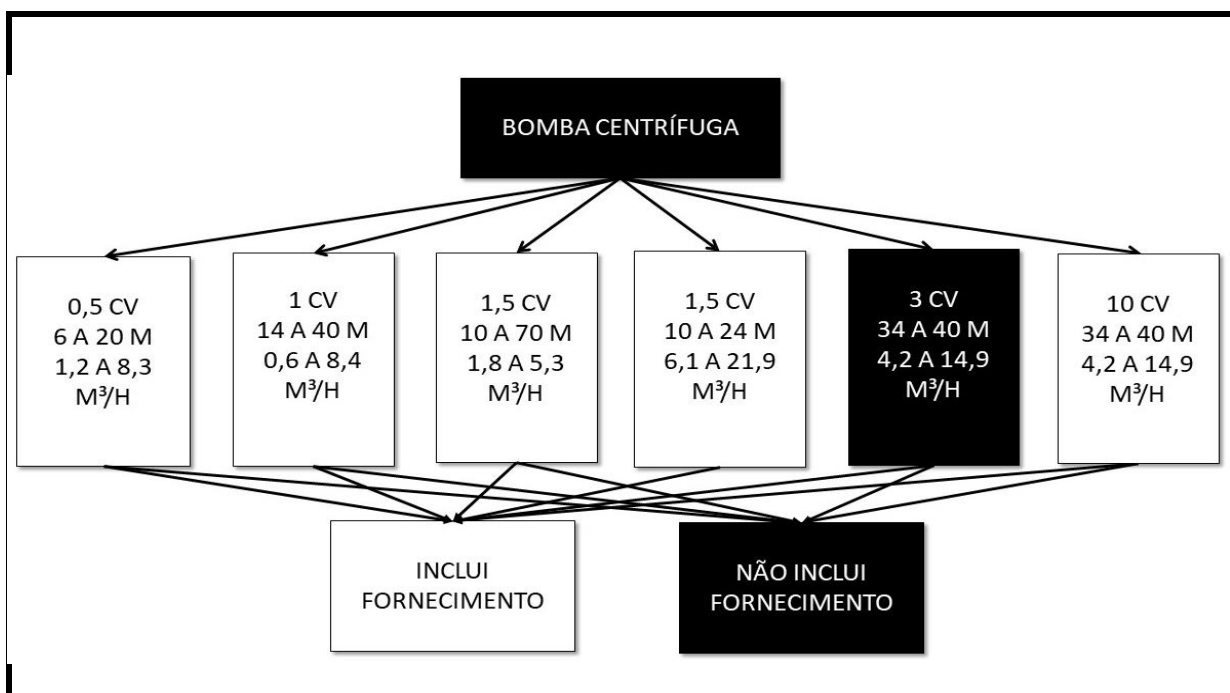 BOMBA CENTRÍFUGA
0,5 CV
6 A 20 M
1,2 A 8,3
M³/H
1 CV
14 A 40 M
0,6 A 8,4
M³/H
1,5 CV
10 A 70 M
1,8 A 5,3
M³/H
1,5 CV
10 A 24 M
6,1 A 21,9
M³/H
3 CV
34 A 40 M
4,2 A 14,9
M³/H
10 CV
34 A 40 M
4,2 A 14,9
M³/H
INCLUI
FORNECIMENTO
NÃO INCLUI
FORNECIMENTO